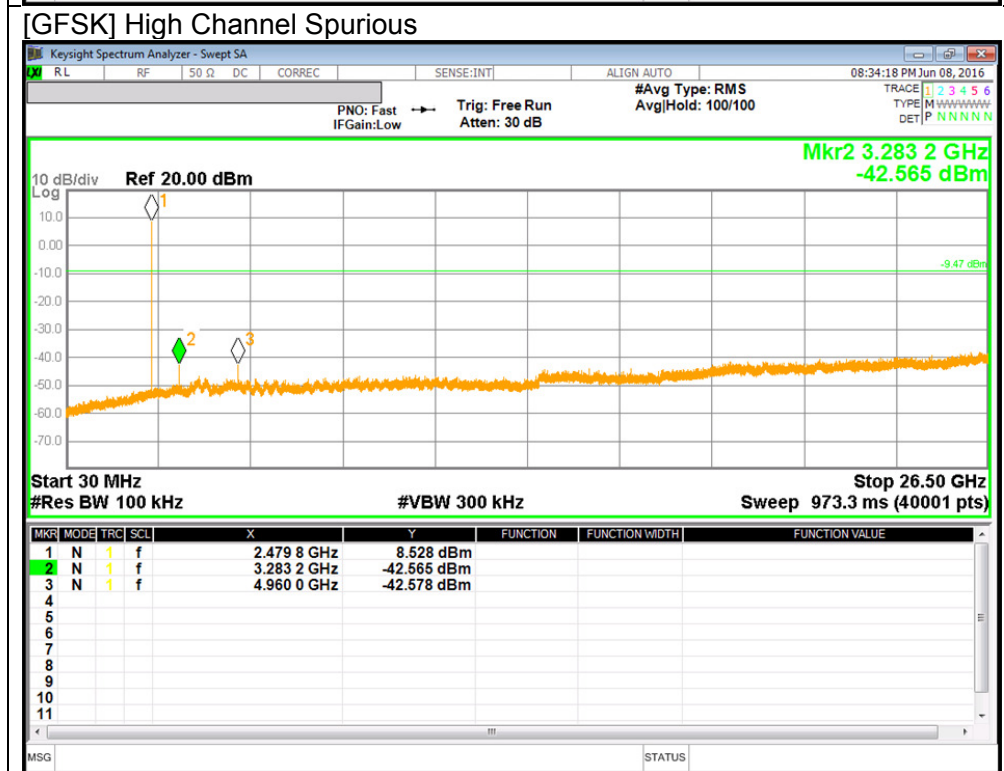 [GFSK] High Channel Spurious
Keysight Spectrum Analyzer - Swept SA
LXI RL RF 50 Ω DC CORREC SENSE:INT ALIGN AUTO 08:34:18 PM Jun 08, 2016
#Avg Type: RMS TRACE 1 2 3 4 5 6
PNO: Fast Trig: Free Run Avg|Hold: 100/100 TYPE M WWWWW
IFGain:Low Atten: 30 dB DET P N N N N N
Mkr2 3.283 2 GHz
10 dB/div Ref 20.00 dBm -42.565 dBm
Log
1
10.0
0.00
-9.47 dBm
-10.0
-20.0
-30.0
2 3
-40.0
-50.0
-60.0
-70.0
Start 30 MHz Stop 26.50 GHz
#Res BW 100 kHz #VBW 300 kHz Sweep 973.3 ms (40001 pts)
MKR MODE TRC SCL X Y FUNCTION FUNCTION WIDTH FUNCTION VALUE
1 N 1 f 2.479 8 GHz 8.528 dBm
2 N 1 f 3.283 2 GHz -42.565 dBm
3 N 1 f 4.960 0 GHz -42.578 dBm
4
5
6
7
8
9
10
11
MSG STATUS